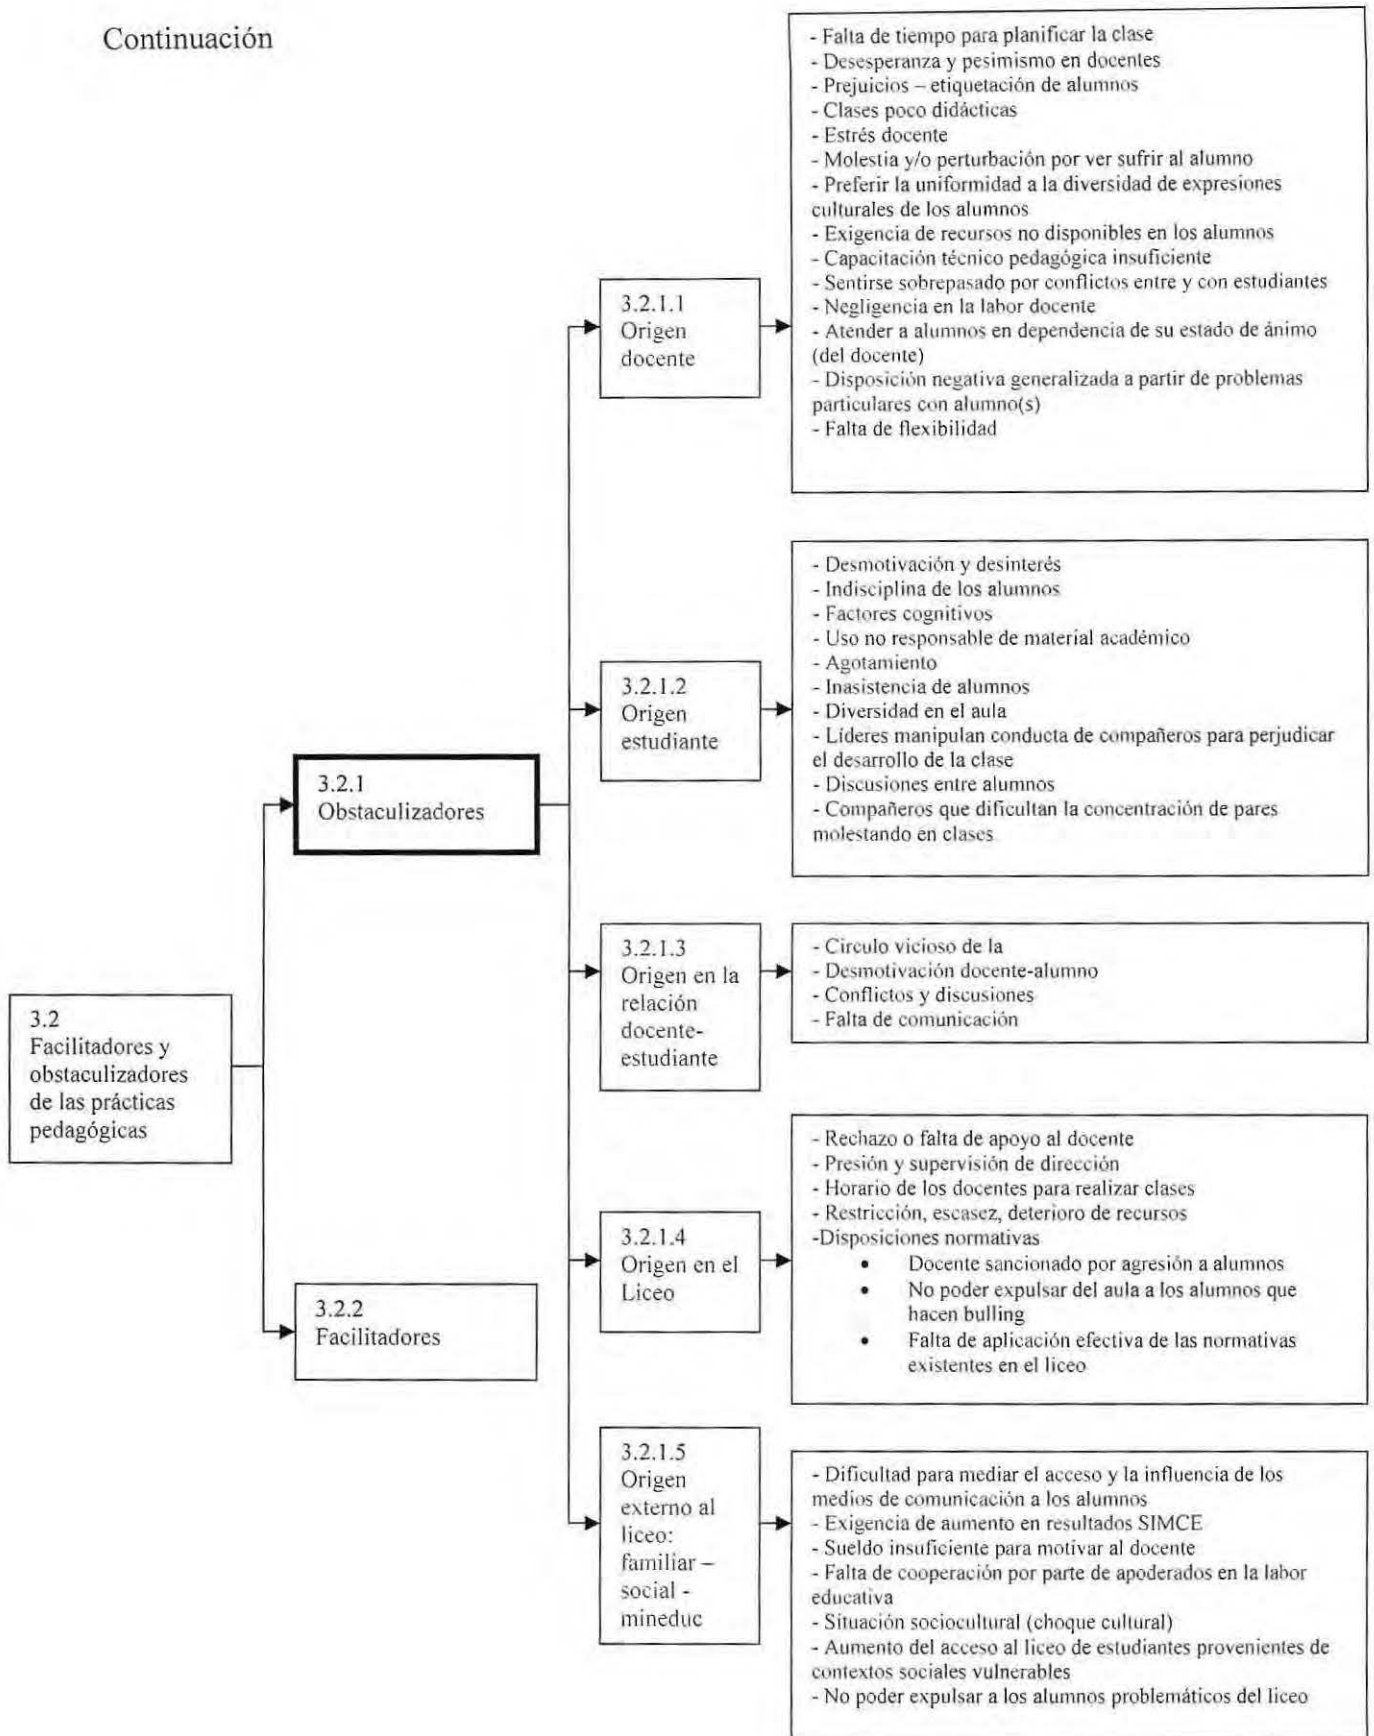 Continuación
- Falta de tiempo para planificar la clase
- Desesperanza y pesimismo en docentes
- Prejuicios – etiquetación de alumnos
- Clases poco didácticas
- Estrés docente
- Molestia y/o perturbación por ver sufrir al alumno
- Preferir la uniformidad a la diversidad de expresiones
culturales de los alumnos
- Exigencia de recursos no disponibles en los alumnos
- Capacitación técnico pedagógica insuficiente
- Sentirse sobrepasado por conflictos entre y con estudiantes
- Negligencia en la labor docente
- Atender a alumnos en dependencia de su estado de ánimo
(del docente)
- Disposición negativa generalizada a partir de problemas
particulares con alumno(s)
- Falta de flexibilidad
3.2.1.1
Origen
docente
- Desmotivación y desinterés
- Indisciplina de los alumnos
- Factores cognitivos
- Uso no responsable de material académico
- Agotamiento
- Inasistencia de alumnos
- Diversidad en el aula
- Líderes manipulan conducta de compañeros para perjudicar
el desarrollo de la clase
- Discusiones entre alumnos
- Compañeros que dificultan la concentración de pares
molestando en clases
3.2.1.2
Origen
estudiante
3.2.1
Obstaculizadores
3.2.1.3
Origen en la
relación
docente-
estudiante
- Circulo vicioso de la
- Desmotivación docente-alumno
- Conflictos y discusiones
- Falta de comunicación
3.2
Facilitadores y
obstaculizadores
de las prácticas
pedagógicas
- Rechazo o falta de apoyo al docente
- Presión y supervisión de dirección
- Horario de los docentes para realizar clases
- Restricción, escasez, deterioro de recursos
-Disposiciones normativas
• Docente sancionado por agresión a alumnos
• No poder expulsar del aula a los alumnos que
hacen bulling
• Falta de aplicación efectiva de las normativas
existentes en el liceo
3.2.1.4
Origen en el
Liceo
3.2.2
Facilitadores
3.2.1.5
Origen
externo al
liceo:
familiar –
social -
mineduc
- Dificultad para mediar el acceso y la influencia de los
medios de comunicación a los alumnos
- Exigencia de aumento en resultados SIMCE
- Sueldo insuficiente para motivar al docente
- Falta de cooperación por parte de apoderados en la labor
educativa
- Situación sociocultural (choque cultural)
- Aumento del acceso al liceo de estudiantes provenientes de
contextos sociales vulnerables
- No poder expulsar a los alumnos problemáticos del liceo